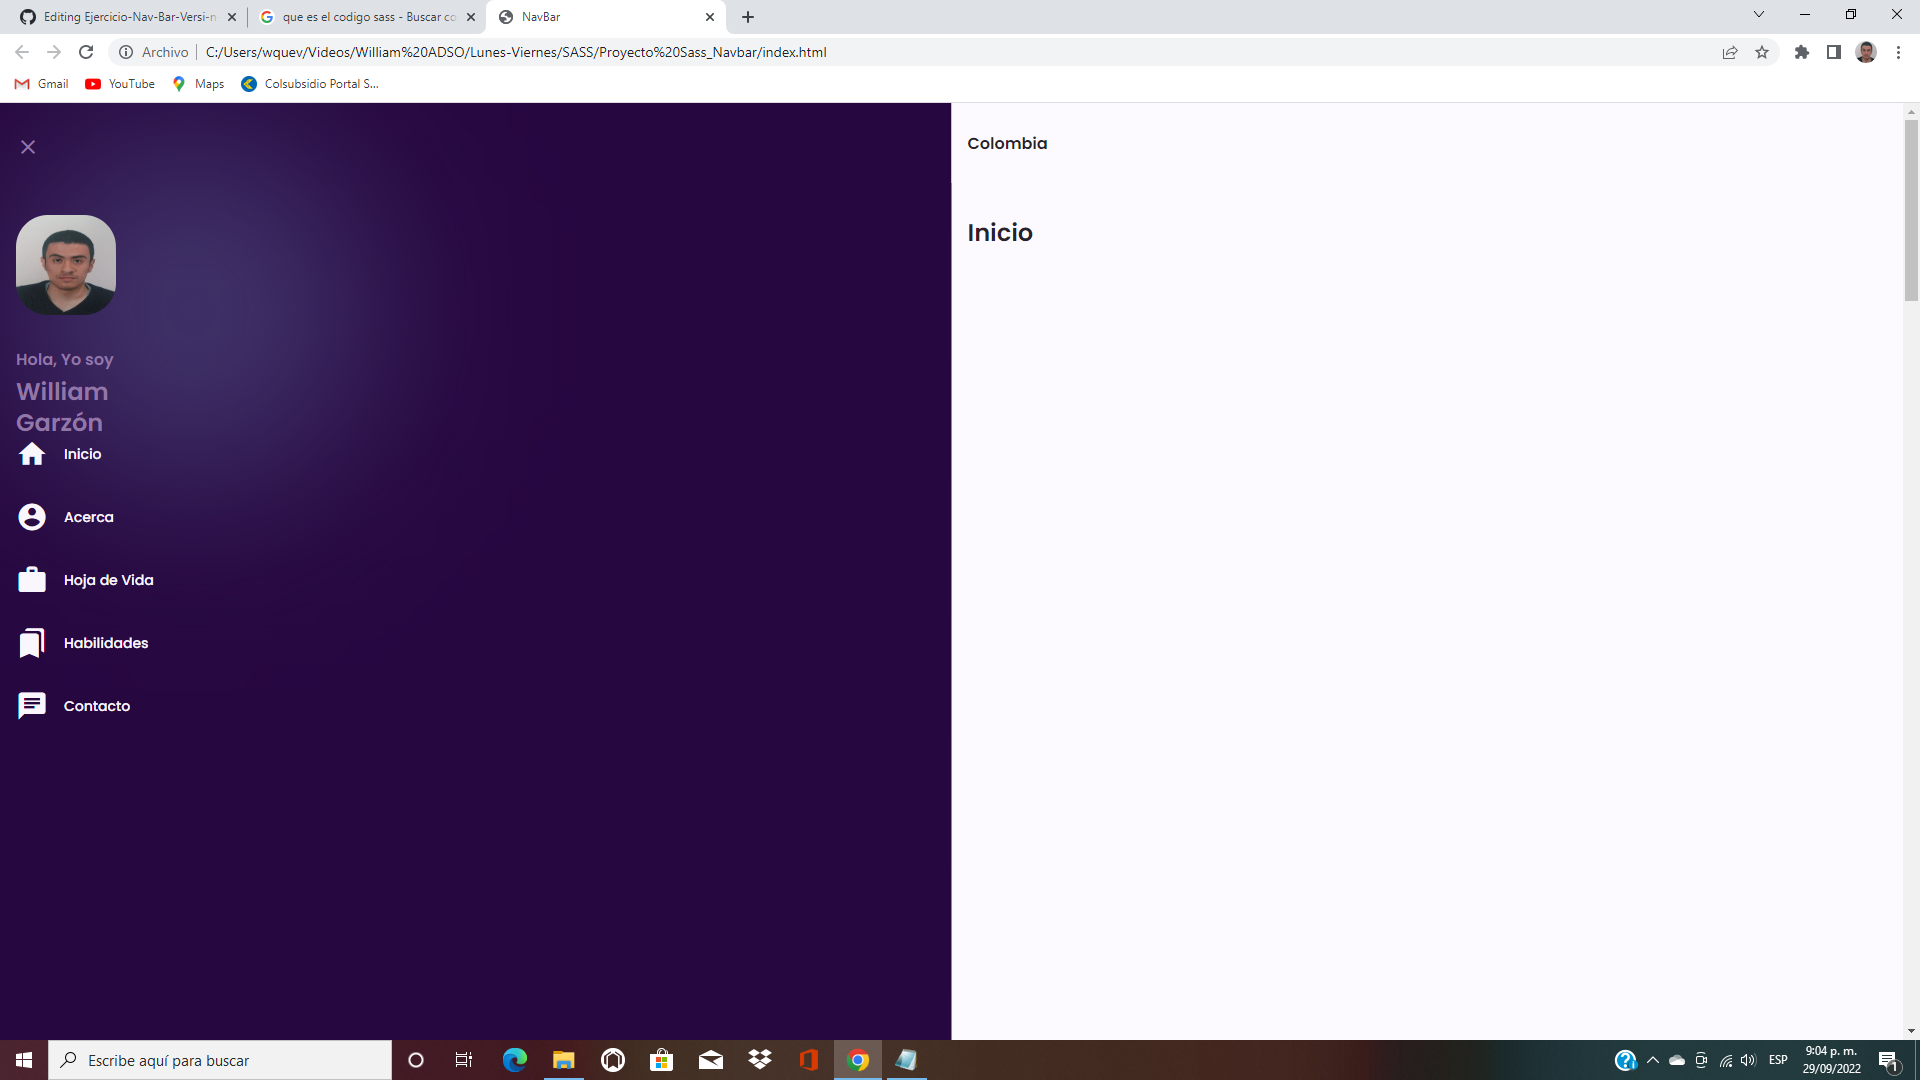 Editing Ejercicio-Nav-Bar-Versi-n
que es el codigo sass - Buscar co
NavBar
Archivo
C:/Users/wquev/Videos/William%20ADSO/Lunes-Viernes/SASS/Proyecto%20Sass_Navbar/index.html
Gmail
YouTube
Maps
Colsubsidio Portal S...
Colombia
Inicio
Hola, Yo soy
William
Garzón
Inicio
Acerca
Hoja de Vida
Habilidades
Contacto
Escribe aquí para buscar
ESP
9:04 p. m.
29/09/2022
1